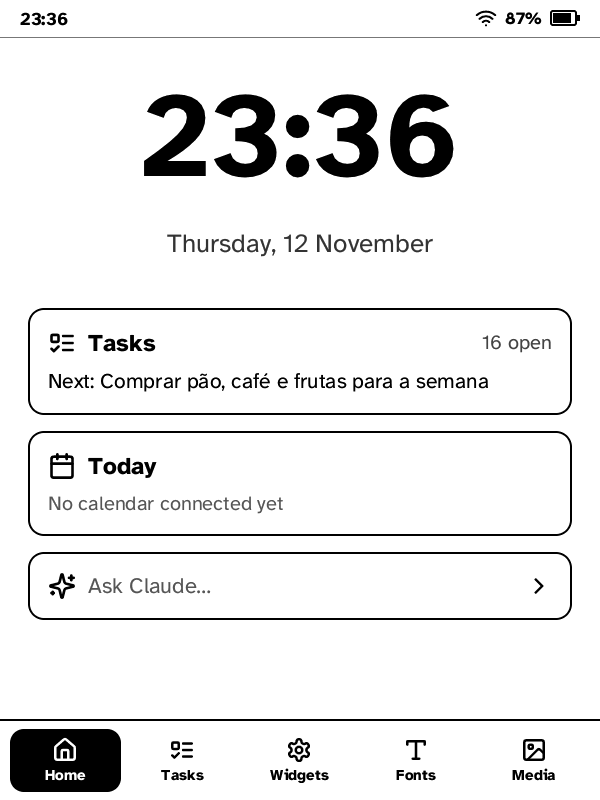 23:36
87%
23:36
Thursday, 12 November
Tasks
16 open
Next: Comprar pão, café e frutas para a semana
Today
No calendar connected yet
Ask Claude...
Home
Tasks
Widgets
Fonts
Media